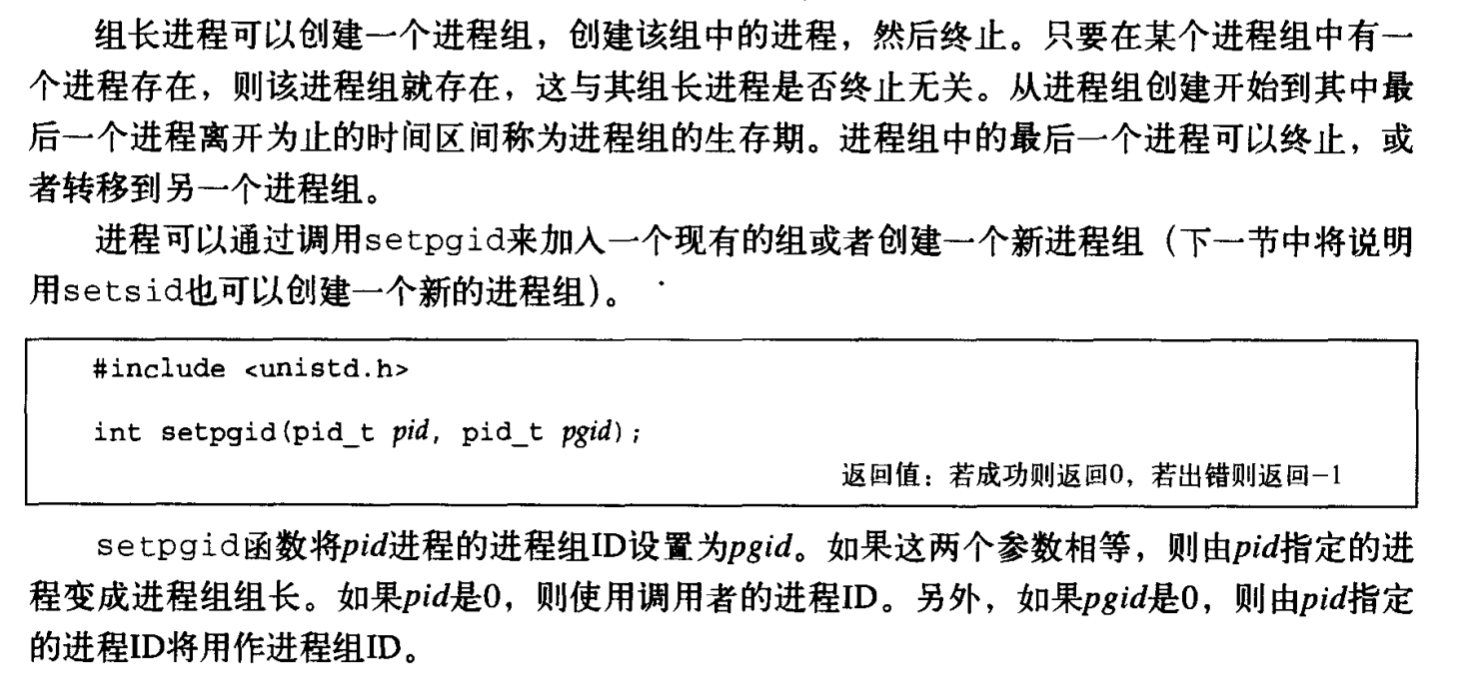 组长进程可以创建一个进程组，创建该组中的进程，然后终止。只要在某个进程组中有一
个进程存在，则该进程组就存在，这与其组长进程是否终止无关。从进程组创建开始到其中最
后一个进程离开为止的时间区间称为进程组的生存期。进程组中的最后一个进程可以终止，或
者转移到另一个进程组。
进程可以通过调用setpgid来加入一个现有的组或者创建一个新进程组（下一节中将说明
用setsid也可以创建一个新的进程组）。
#include <unistd.h>
int setpgid(pid_t pid, pid_t pgid);
返回值：若成功则返回0，若出错则返回−1
setpgid函数将pid进程的进程组ID设置为pgid。如果这两个参数相等，则由pid指定的进
程变成进程组组长。如果pid是0，则使用调用者的进程ID。另外，如果pgid是0，则由pid指定
的进程ID将用作进程组ID。